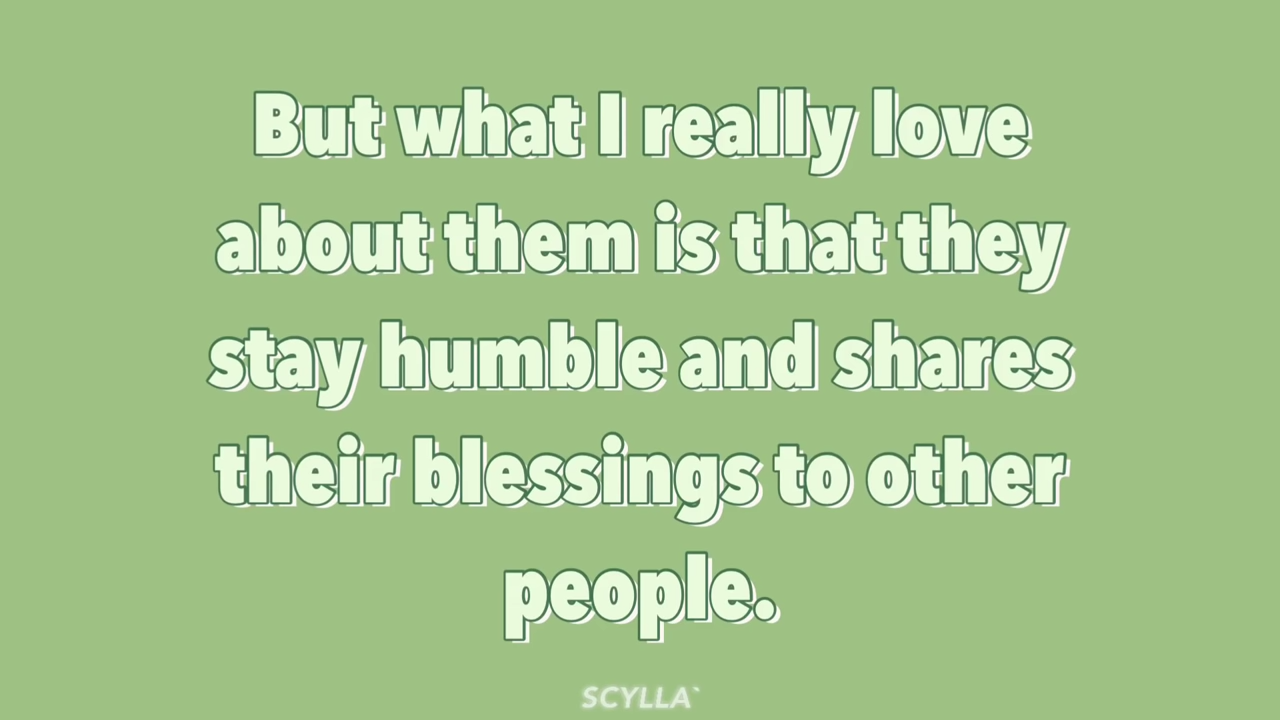 But what I really love
about them is that they
stay humble and shares
their blessings to other
people.
SCYLLA`